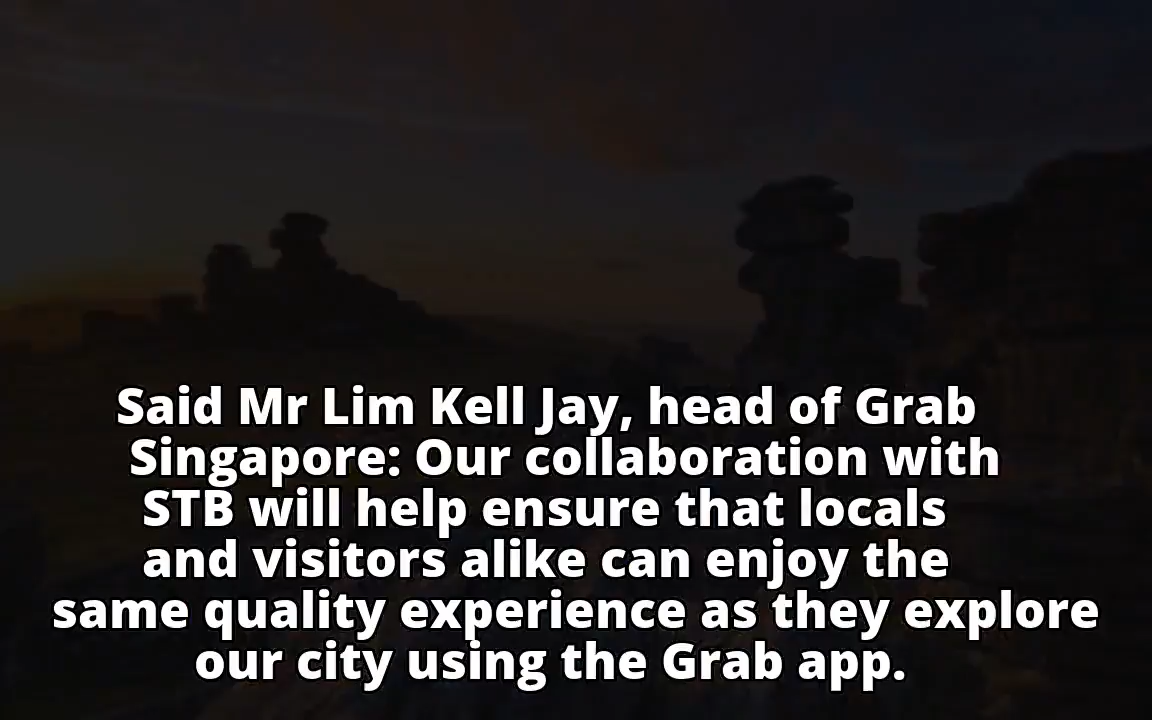 Said Mr Lim Kell Jay, head of Grab
Singapore: Our collaboration with
STB will help ensure that locals
and visitors alike can enjoy the
same quality experience as they explore
our city using the Grab app.